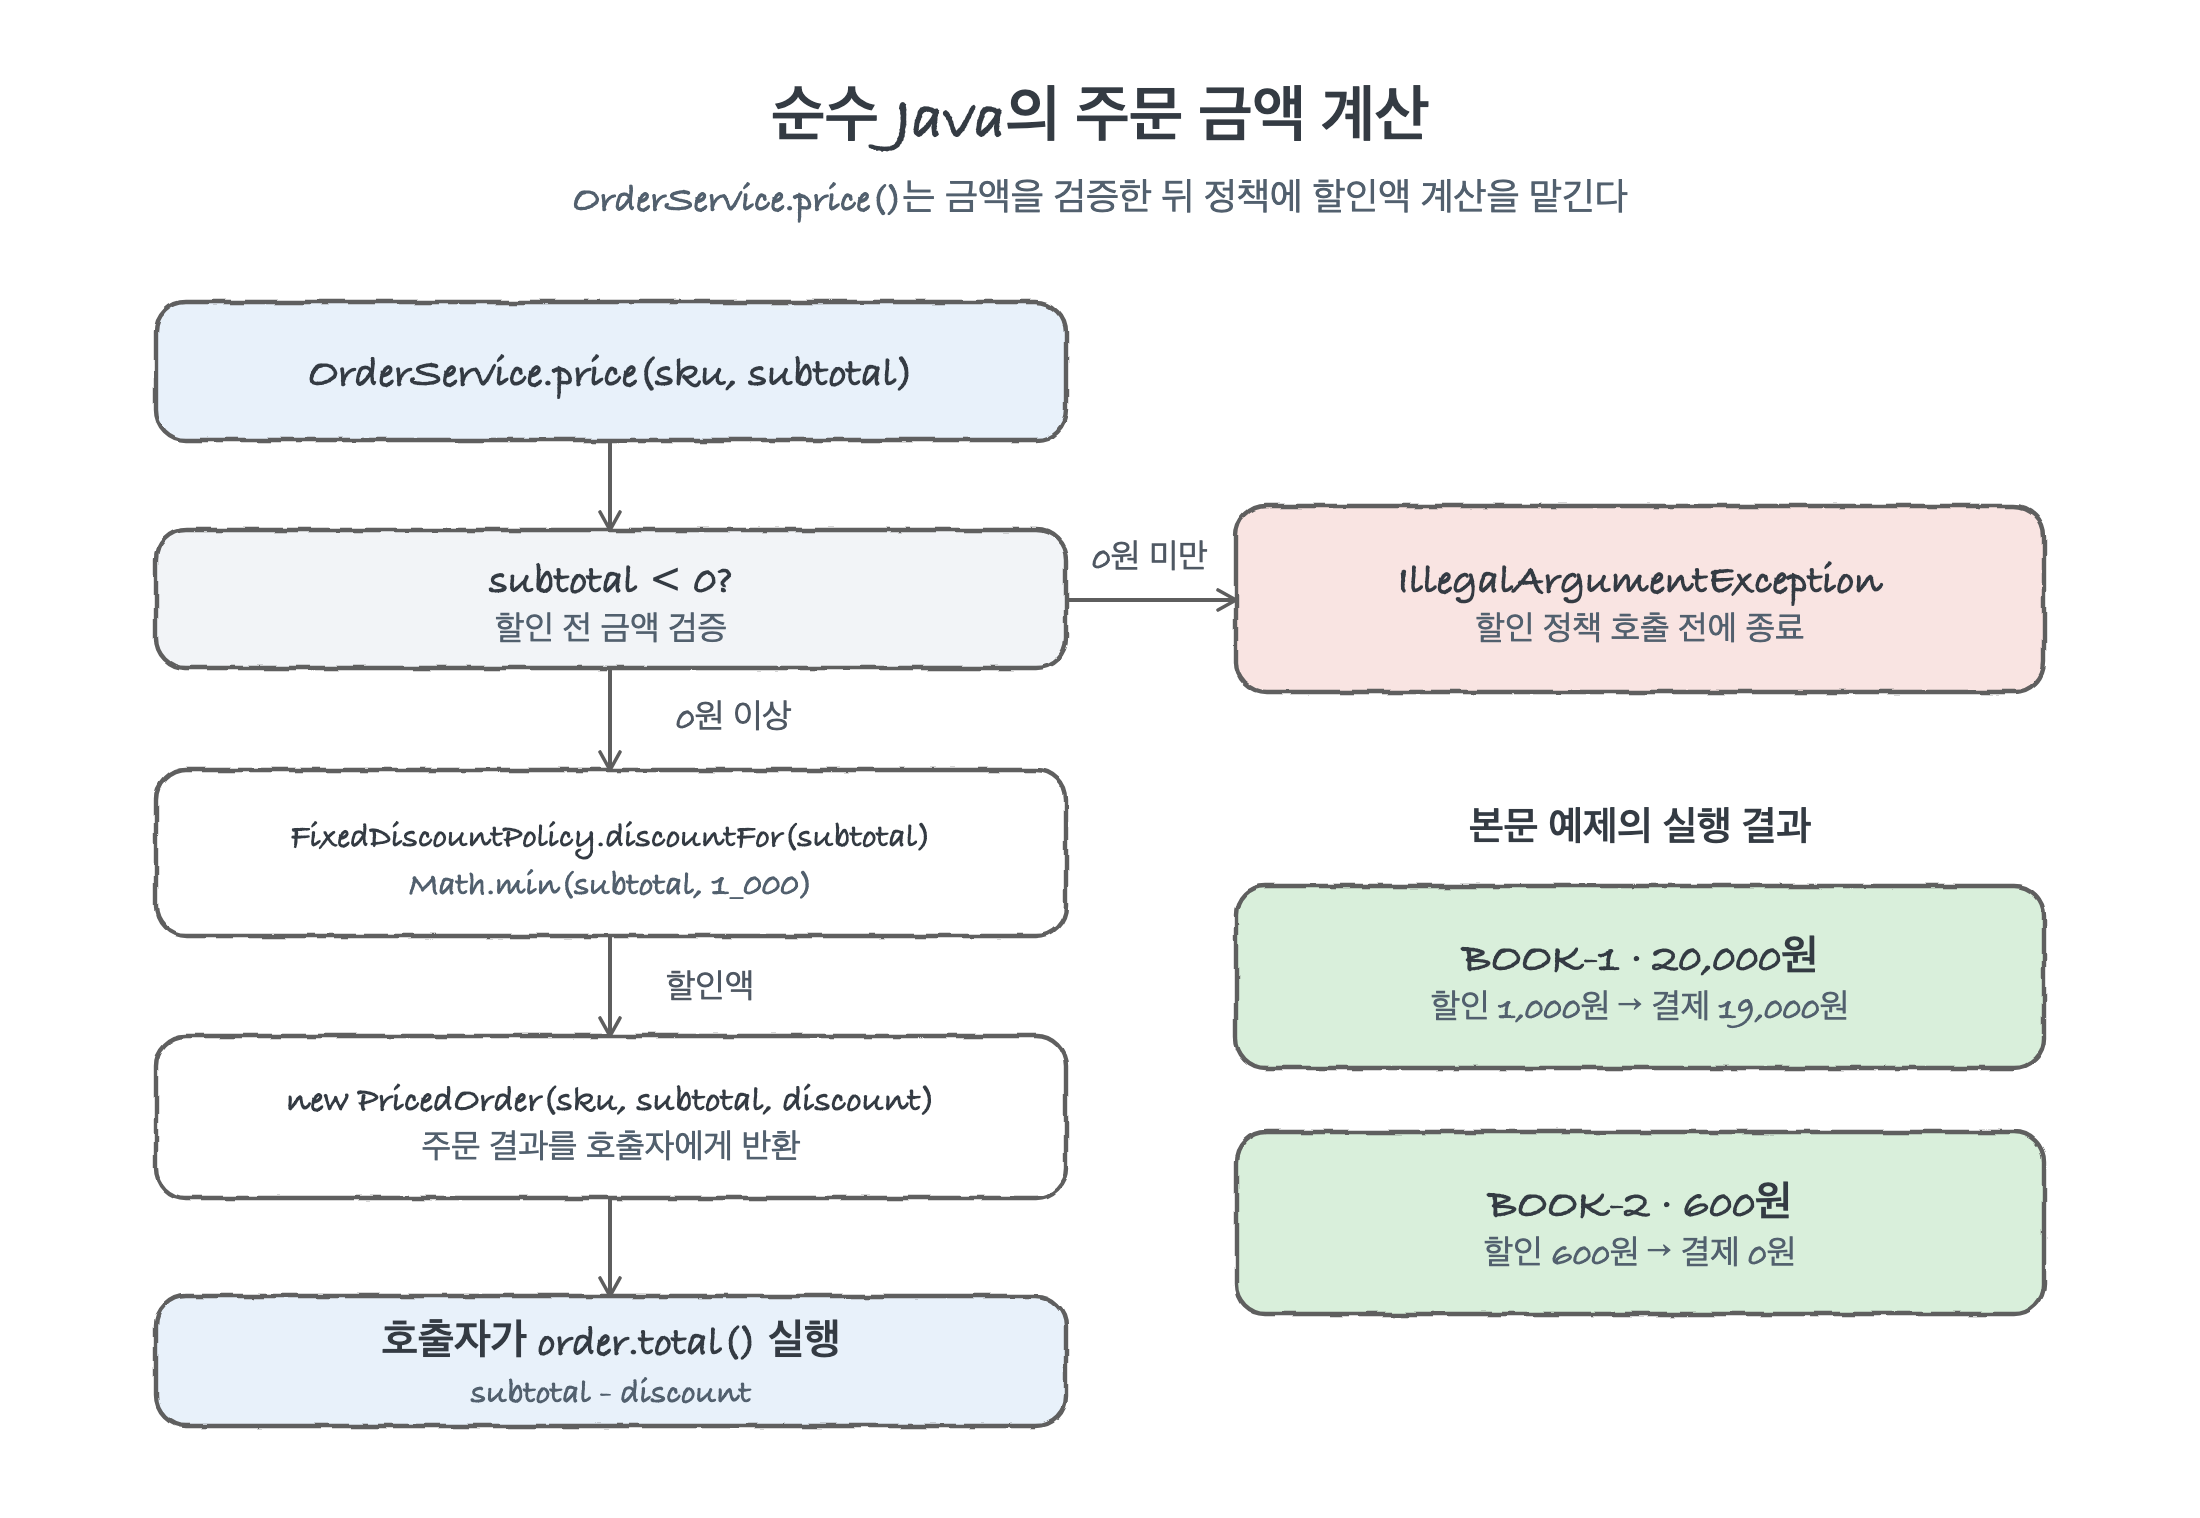 순수 Java의 주문 금액 계산
OrderService.price()는 금액을 검증한 뒤 정책에 할인액 계산을 맡긴다
OrderService.price(sku, subtotal)
subtotal < 0?
할인 전 금액 검증
0원 미만
IllegalArgumentException
할인 정책 호출 전에 종료
0원 이상
FixedDiscountPolicy.discountFor(subtotal)
Math.min(subtotal, 1_000)
할인액
new PricedOrder(sku, subtotal, discount)
주문 결과를 호출자에게 반환
호출자가 order.total() 실행
subtotal - discount
본문 예제의 실행 결과
BOOK-1 · 20,000원
할인 1,000원 → 결제 19,000원
BOOK-2 · 600원
할인 600원 → 결제 0원